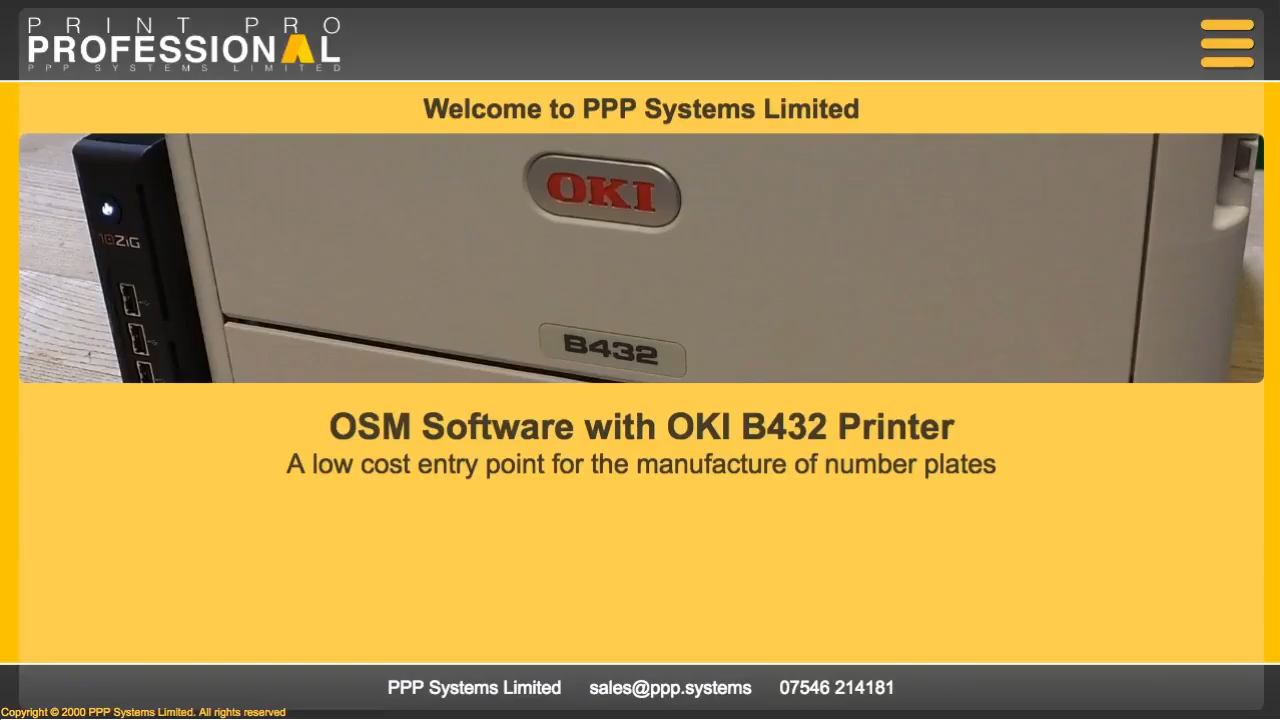 PRINT PRO
PROFESSIONAL
PPP SYSTEMS LIMITED
Welcome to PPP Systems Limited
OKI
10ZiG
B432
OSM Software with OKI B432 Printer
A low cost entry point for the manufacture of number plates
PPP Systems Limited sales@ppp.systems 07546 214181
Copyright © 2000 PPP Systems Limited. All rights reserved